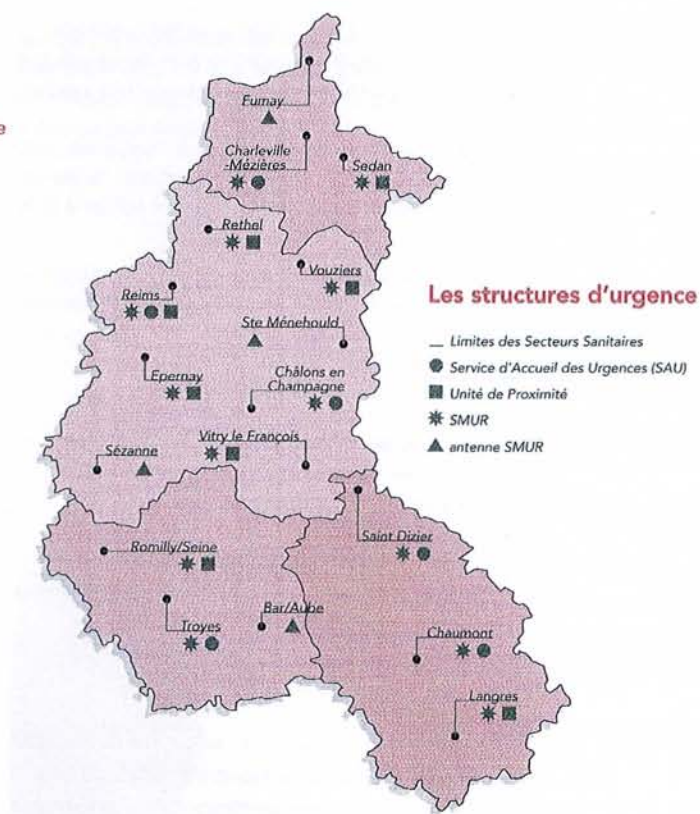 e
Fumay
Charleville
-Mézières
Sedan
Rethel
Vouziers
Reims
Ste Ménehould
Epernay
Châlons en
Champagne
Vitry le François
Sézanne
Saint Dizier
Romilly/Seine
Bar/Aube
Troyes
Chaumont
Langres
Les structures d'urgence
Limites des Secteurs Sanitaires
Service d'Accueil des Urgences (SAU)
Unité de Proximité
SMUR
antenne SMUR